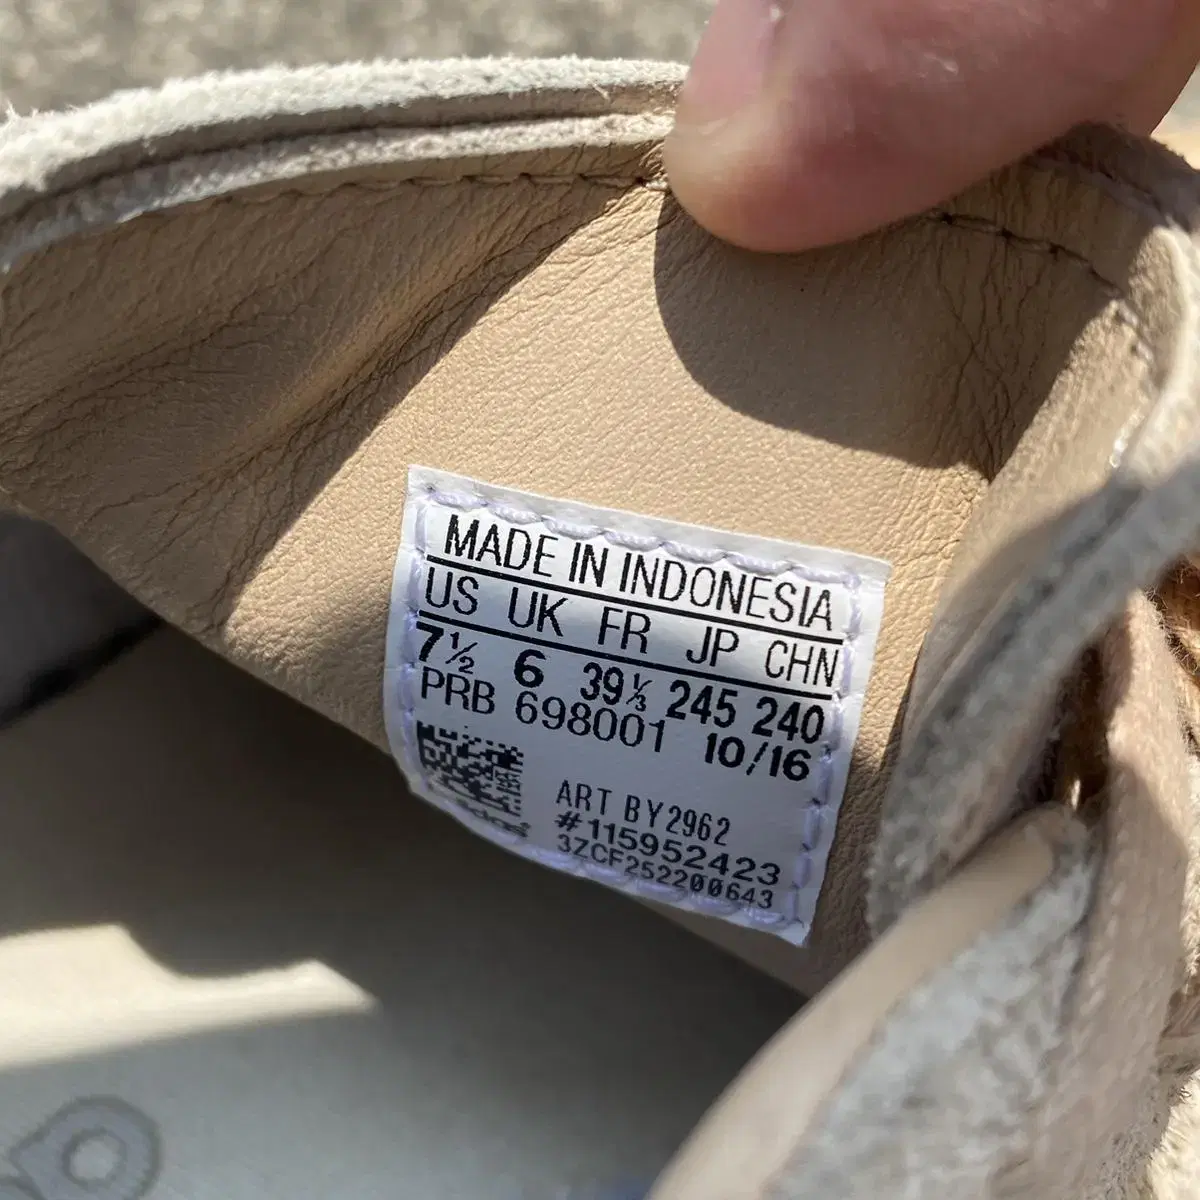 MADE IN INDONESIA
US UK FR JP CHN
7½ 6 39⅓ 245 240
PRB 698001 10/16
ART BY2962
#115952423
3ZCF252200643